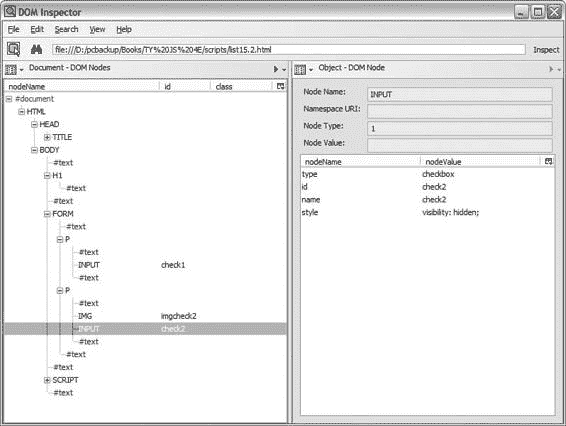 DOM Inspector
File Edit Search View Help
file:///D:/pcbackup/Books/TY%20JS%204E/scripts/list15.2.html Inspect
Document - DOM Nodes
nodeName id class
#document
HTML
HEAD
TITLE
BODY
#text
H1
#text
#text
FORM
#text
P
#text
INPUT check1
#text
P
#text
IMG imgcheck2
INPUT check2
#text
#text
#text
SCRIPT
#text
Object - DOM Node
Node Name: INPUT
Namespace URI:
Node Type: 1
Node Value:
nodeName nodeValue
type checkbox
id check2
name check2
style visibility: hidden;